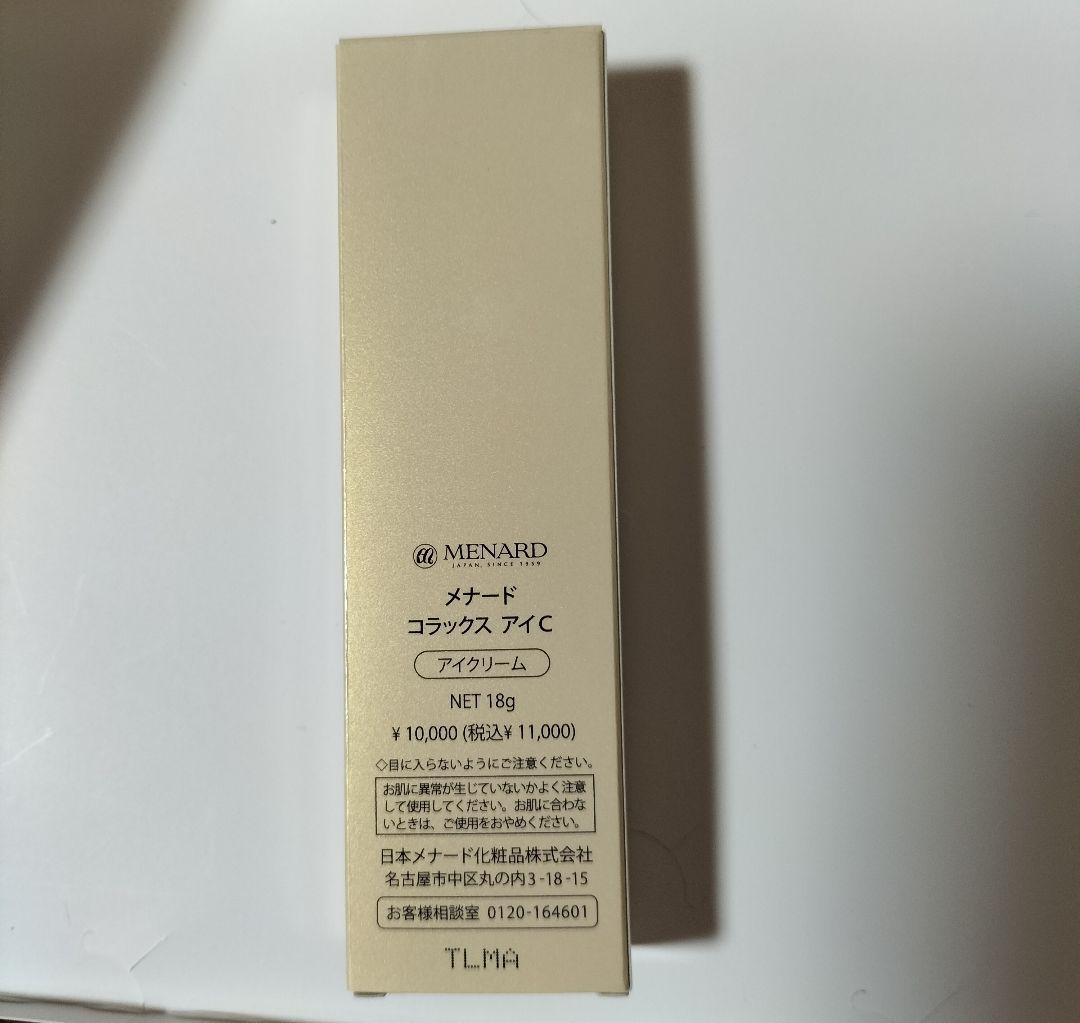 MENARD
JAPAN, SINCE 1959
メナード
コラックス アイC
アイクリーム
NET 18g
¥10,000 (税込¥11,000)
◇目に入らないようにご注意ください。
お肌に異常が生じていないかよく注意
して使用してください。お肌に合わな
いときは、ご使用をおやめください。
日本メナード化粧品株式会社
名古屋市中区丸の内3-18-15
お客様相談室 0120-164601
TLMA